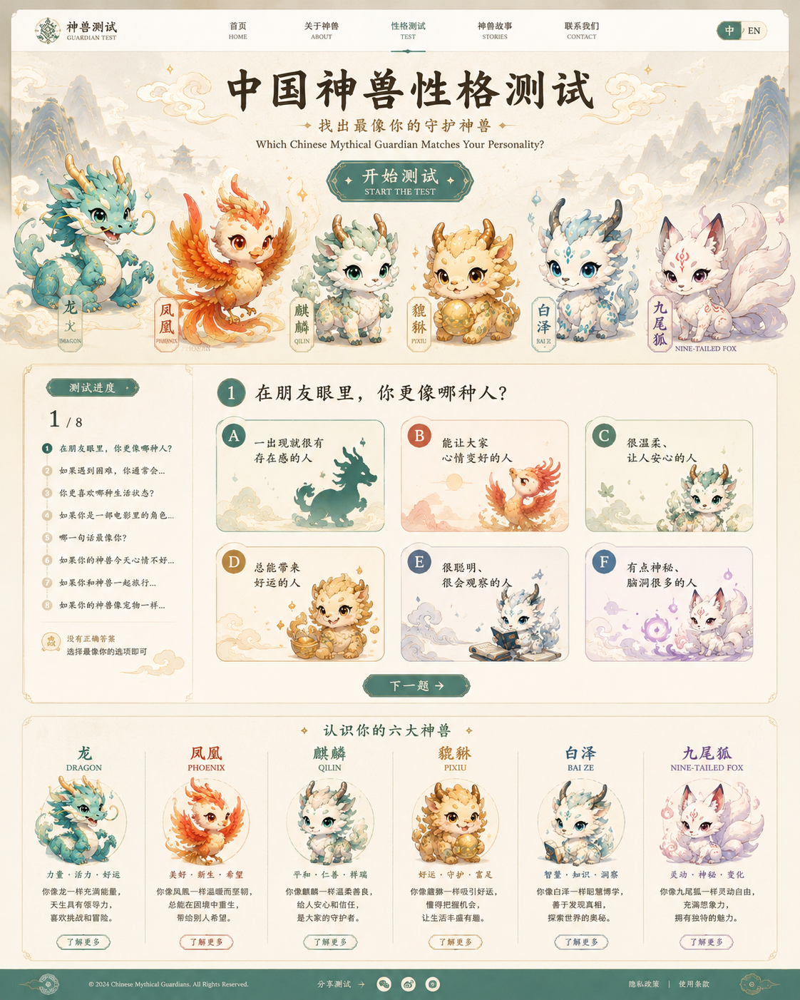 神兽测试
GUARDIAN TEST
首页
HOME
关于神兽
ABOUT
性格测试
TEST
神兽故事
STORIES
联系我们
CONTACT
中 / EN
中国神兽性格测试
找出最像你的守护神兽
Which Chinese Mythical Guardian Matches Your Personality?
开始测试
START THE TEST
龙
DRAGON
凤凰
PHOENIX
麒麟
QILIN
貔貅
PIXIU
白泽
BAI ZE
九尾狐
NINE-TAILED FOX
测试进度
1 / 8
1 在朋友眼里，你更像哪种人？
2 如果遇到困难，你通常会...
3 你更喜欢哪种生活状态？
4 如果你是一部电影里的角色...
5 哪一句话最像你？
6 如果你的神兽今天心情不好...
7 如果你和神兽一起旅行...
8 如果你的神兽像宠物一样...
没有正确答案
选择最像你的选项即可
1 在朋友眼里，你更像哪种人？
A
一出现就很有
存在感的人
B
能让大家
心情变好的人
C
很温柔、
让人安心的人
D
总能带来
好运的人
E
很聪明、
很会观察的人
F
有点神秘、
脑洞很多的人
下一题 →
认识你的六大神兽
龙
DRAGON
力量 · 活力 · 好运
你像龙一样充满能量，
天生具有领导力，
喜欢挑战和冒险。
了解更多
凤凰
PHOENIX
美好 · 新生 · 希望
你像凤凰一样温暖而坚韧，
总能在困境中重生，
带给别人希望。
了解更多
麒麟
QILIN
平和 · 仁善 · 祥瑞
你像麒麟一样温柔善良，
给人安心和信任，
是大家的守护者。
了解更多
貔貅
PIXIU
好运 · 守护 · 富足
你像貔貅一样吸引好运，
懂得把握机会，
让生活丰盛有趣。
了解更多
白泽
BAI ZE
智慧 · 知识 · 洞察
你像白泽一样聪慧博学，
善于发现真相，
探索世界的奥秘。
了解更多
九尾狐
NINE-TAILED FOX
灵动 · 神秘 · 变化
你像九尾狐一样灵动自由，
充满想象力，
拥有独特的魅力。
了解更多
© 2024 Chinese Mythical Guardians. All Rights Reserved.
分享测试 →
隐私政策 | 使用条款